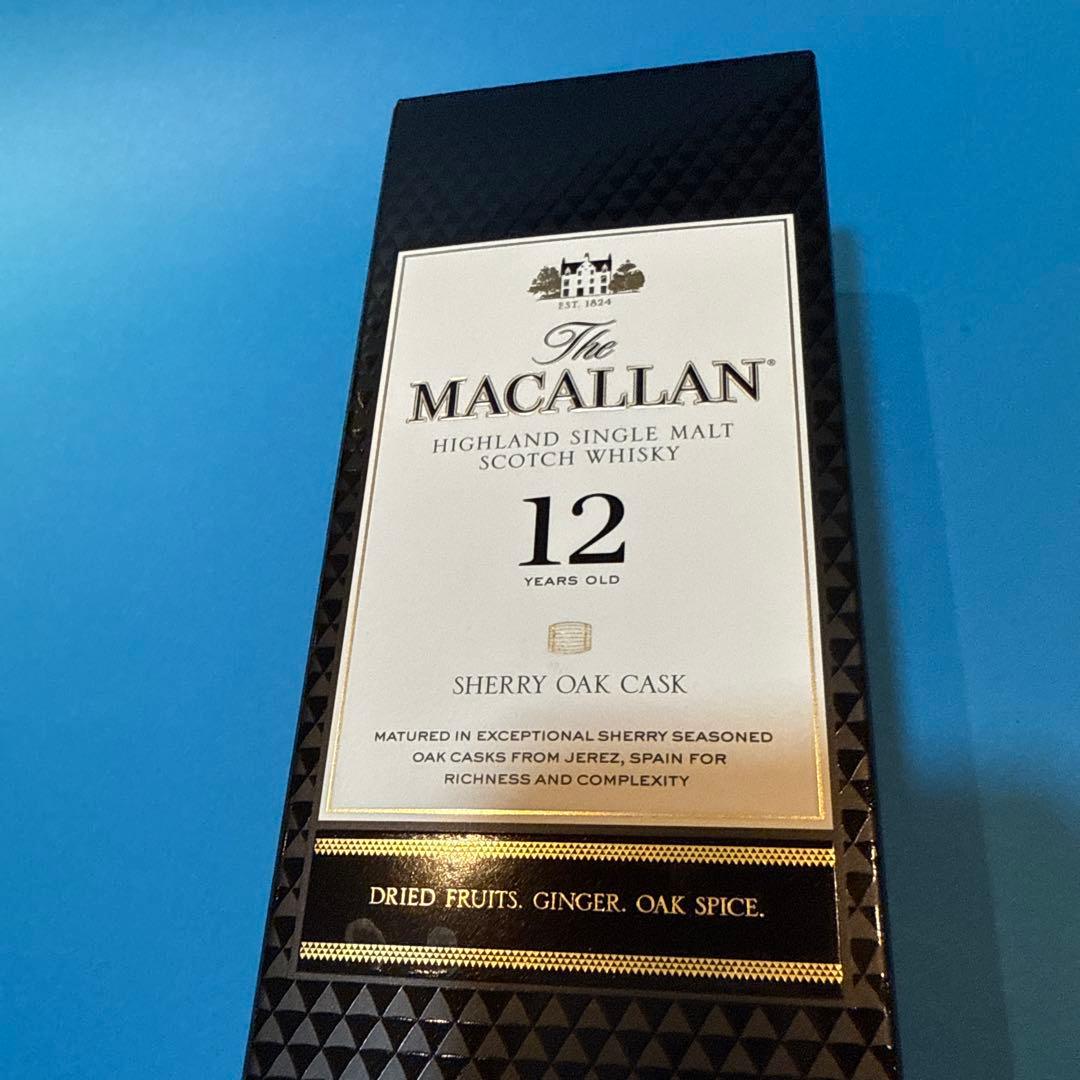 EST. 1824
The
MACALLAN®
HIGHLAND SINGLE MALT
SCOTCH WHISKY
12
YEARS OLD
SHERRY OAK CASK
MATURED IN EXCEPTIONAL SHERRY SEASONED
OAK CASKS FROM JEREZ, SPAIN FOR
RICHNESS AND COMPLEXITY
DRIED FRUITS. GINGER. OAK SPICE.